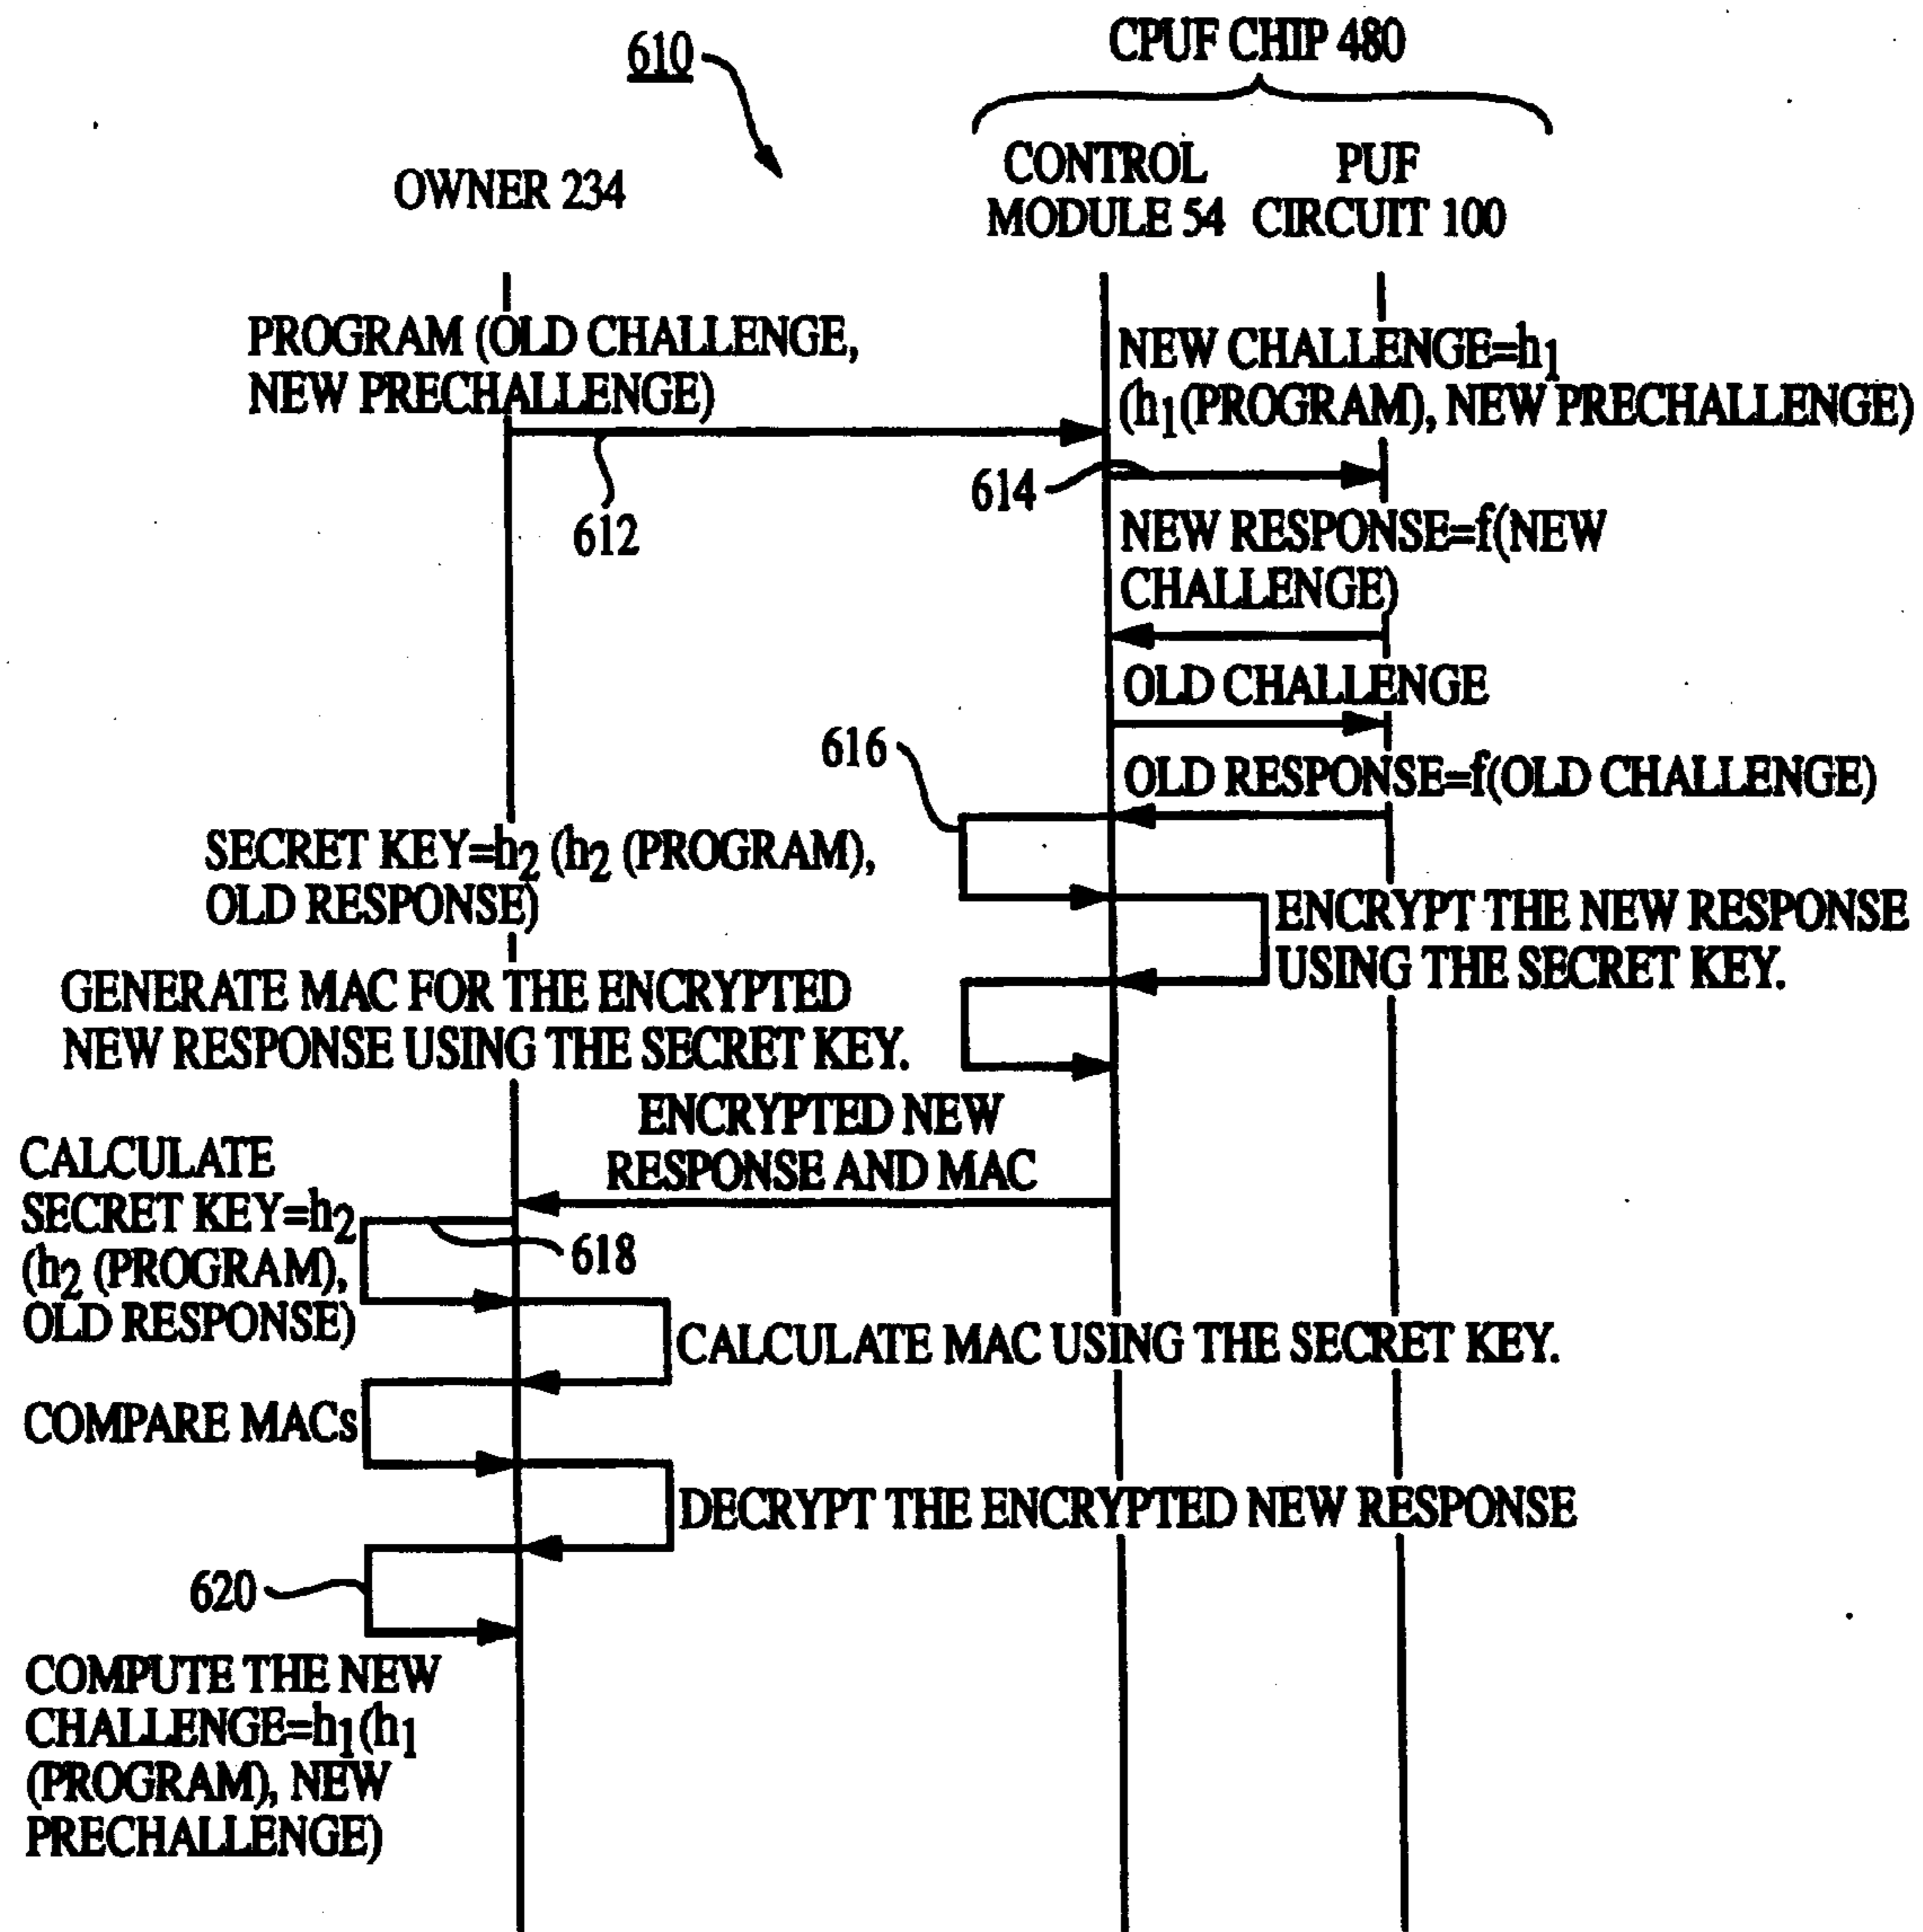 610
CPUF CHIP 480
OWNER 234
CONTROL
MODULE 54
PUF
CIRCUIT 100
PROGRAM (OLD CHALLENGE,
NEW PRECHALLENGE)
NEW CHALLENGE=h1
(h1(PROGRAM), NEW PRECHALLENGE)
612
614
NEW RESPONSE=f(NEW
CHALLENGE)
OLD CHALLENGE
616
OLD RESPONSE=f(OLD CHALLENGE)
SECRET KEY=h2 (h2 (PROGRAM),
OLD RESPONSE)
ENCRYPT THE NEW RESPONSE
USING THE SECRET KEY.
GENERATE MAC FOR THE ENCRYPTED
NEW RESPONSE USING THE SECRET KEY.
ENCRYPTED NEW
RESPONSE AND MAC
CALCULATE
SECRET KEY=h2
(h2 (PROGRAM),
OLD RESPONSE)
618
CALCULATE MAC USING THE SECRET KEY.
COMPARE MACs
DECRYPT THE ENCRYPTED NEW RESPONSE
620
COMPUTE THE NEW
CHALLENGE=h1(h1
(PROGRAM), NEW
PRECHALLENGE)